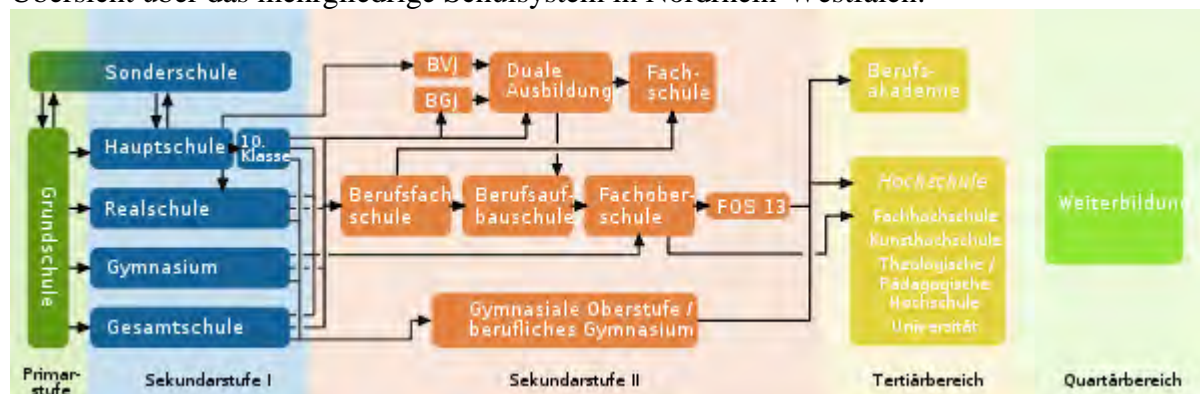 Übersicht über das mehrgliedrige Schulsystem in Nordrhein-Westfalen:
Sonderschule
Grundschule
Hauptschule
10.
Klasse
Realschule
Gymnasium
Gesamtschule
BVJ
BGJ
Duale
Ausbildung
Fach-
schule
Berufsfach
schule
Berufsauf-
bauschule
Fachober-
schule
FOS 13
Gymnasiale Oberstufe /
berufliches Gymnasium
Berufs-
akademie
Hochschule
Fachhochschule
Kunsthochschule
Theologische /
Pädagogische
Hochschule
Universität
Weiterbildung
Primar-
stufe
Sekundarstufe I
Sekundarstufe II
Tertiärbereich
Quartärbereich